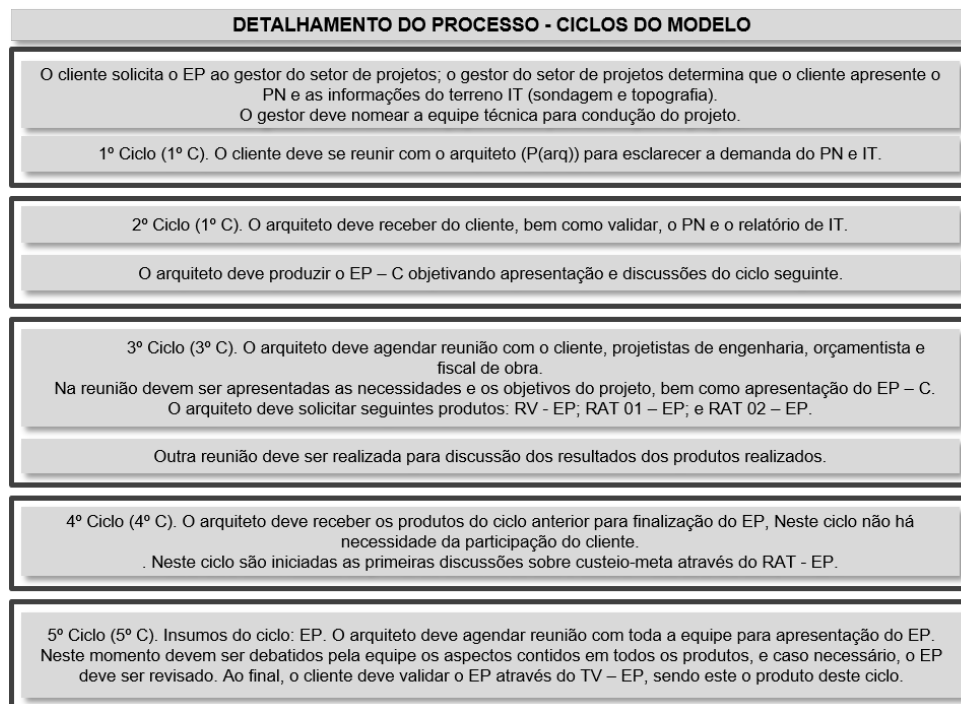 DETALHAMENTO DO PROCESSO - CICLOS DO MODELO
O cliente solicita o EP ao gestor do setor de projetos; o gestor do setor de projetos determina que o cliente apresente o
PN e as informações do terreno IT (sondagem e topografia).
O gestor deve nomear a equipe técnica para condução do projeto.
1º Ciclo (1º C). O cliente deve se reunir com o arquiteto (P(arq)) para esclarecer a demanda do PN e IT.
2º Ciclo (1º C). O arquiteto deve receber do cliente, bem como validar, o PN e o relatório de IT.
O arquiteto deve produzir o EP – C objetivando apresentação e discussões do ciclo seguinte.
3º Ciclo (3º C). O arquiteto deve agendar reunião com o cliente, projetistas de engenharia, orçamentista e
fiscal de obra.
Na reunião devem ser apresentadas as necessidades e os objetivos do projeto, bem como apresentação do EP – C.
O arquiteto deve solicitar seguintes produtos: RV - EP; RAT 01 – EP; e RAT 02 – EP.
Outra reunião deve ser realizada para discussão dos resultados dos produtos realizados.
4º Ciclo (4º C). O arquiteto deve receber os produtos do ciclo anterior para finalização do EP, Neste ciclo não há
necessidade da participação do cliente.
. Neste ciclo são iniciadas as primeiras discussões sobre custeio-meta através do RAT - EP.
5º Ciclo (5º C). Insumos do ciclo: EP. O arquiteto deve agendar reunião com toda a equipe para apresentação do EP.
Neste momento devem ser debatidos pela equipe os aspectos contidos em todos os produtos, e caso necessário, o EP
deve ser revisado. Ao final, o cliente deve validar o EP através do TV – EP, sendo este o produto deste ciclo.